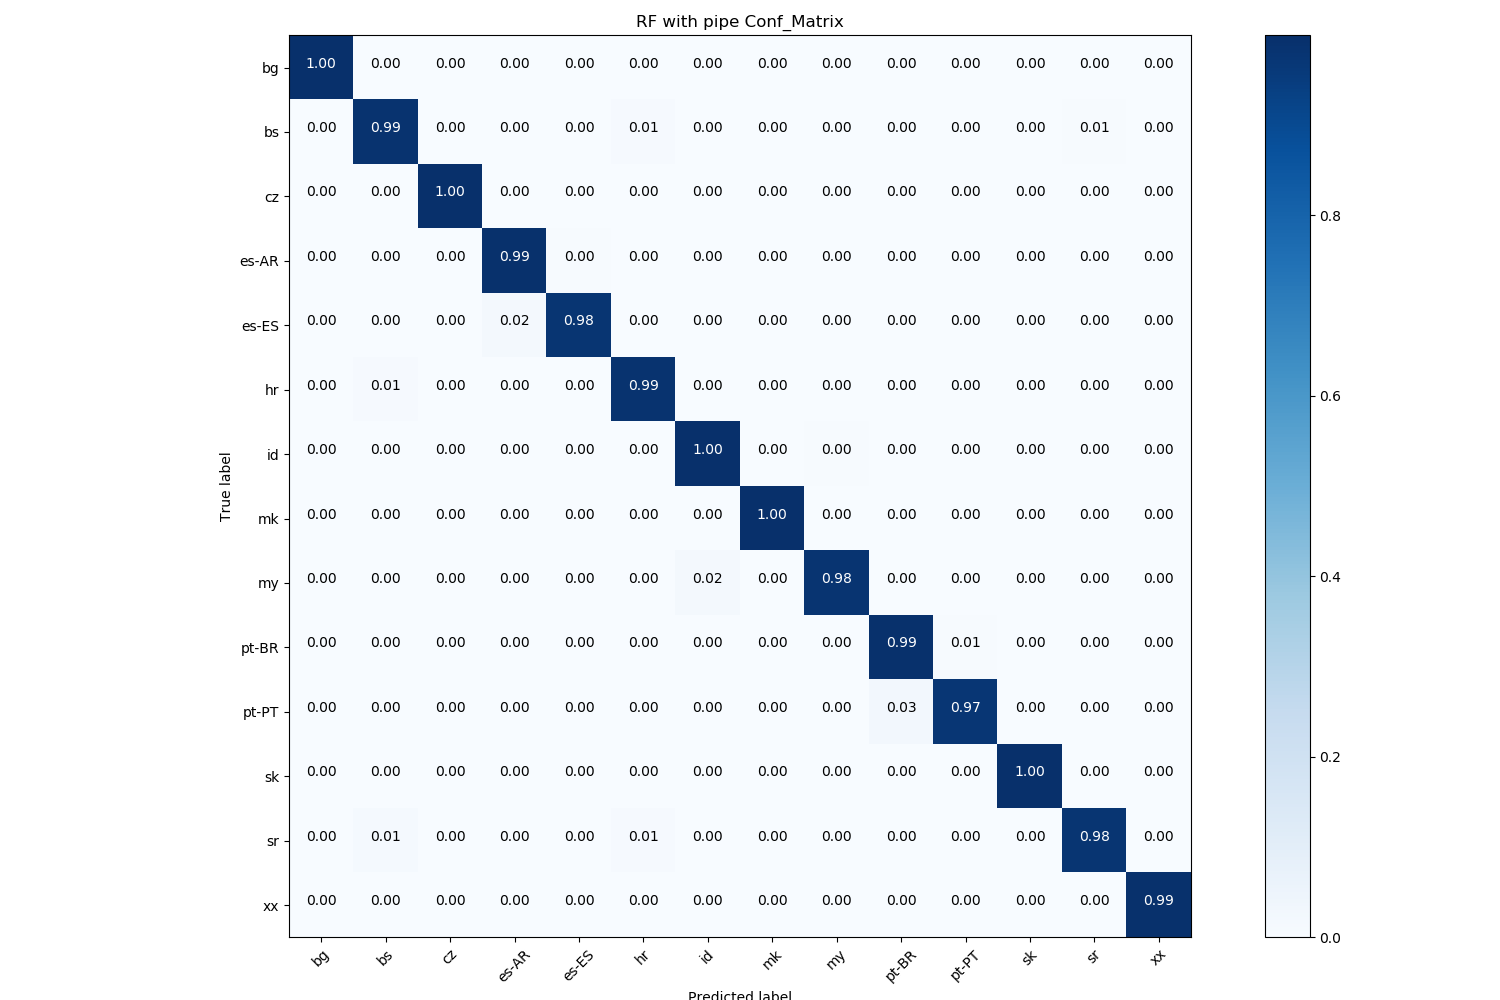 RF with pipe Conf_Matrix
bg 1.00 0.00 0.00 0.00 0.00 0.00 0.00 0.00 0.00 0.00 0.00 0.00 0.00 0.00
bs 0.00 0.99 0.00 0.00 0.00 0.01 0.00 0.00 0.00 0.00 0.00 0.00 0.01 0.00
cz 0.00 0.00 1.00 0.00 0.00 0.00 0.00 0.00 0.00 0.00 0.00 0.00 0.00 0.00
es-AR 0.00 0.00 0.00 0.99 0.00 0.00 0.00 0.00 0.00 0.00 0.00 0.00 0.00 0.00
es-ES 0.00 0.00 0.00 0.02 0.98 0.00 0.00 0.00 0.00 0.00 0.00 0.00 0.00 0.00
hr 0.00 0.01 0.00 0.00 0.00 0.99 0.00 0.00 0.00 0.00 0.00 0.00 0.00 0.00
id 0.00 0.00 0.00 0.00 0.00 0.00 1.00 0.00 0.00 0.00 0.00 0.00 0.00 0.00
mk 0.00 0.00 0.00 0.00 0.00 0.00 0.00 1.00 0.00 0.00 0.00 0.00 0.00 0.00
my 0.00 0.00 0.00 0.00 0.00 0.00 0.02 0.00 0.98 0.00 0.00 0.00 0.00 0.00
pt-BR 0.00 0.00 0.00 0.00 0.00 0.00 0.00 0.00 0.00 0.99 0.01 0.00 0.00 0.00
pt-PT 0.00 0.00 0.00 0.00 0.00 0.00 0.00 0.00 0.00 0.03 0.97 0.00 0.00 0.00
sk 0.00 0.00 0.00 0.00 0.00 0.00 0.00 0.00 0.00 0.00 0.00 1.00 0.00 0.00
sr 0.00 0.01 0.00 0.00 0.00 0.01 0.00 0.00 0.00 0.00 0.00 0.00 0.98 0.00
xx 0.00 0.00 0.00 0.00 0.00 0.00 0.00 0.00 0.00 0.00 0.00 0.00 0.00 0.99
bg bs cz es-AR es-ES hr id mk my pt-BR pt-PT sk sr xx
True label
Predicted label
0.8
0.6
0.4
0.2
0.0